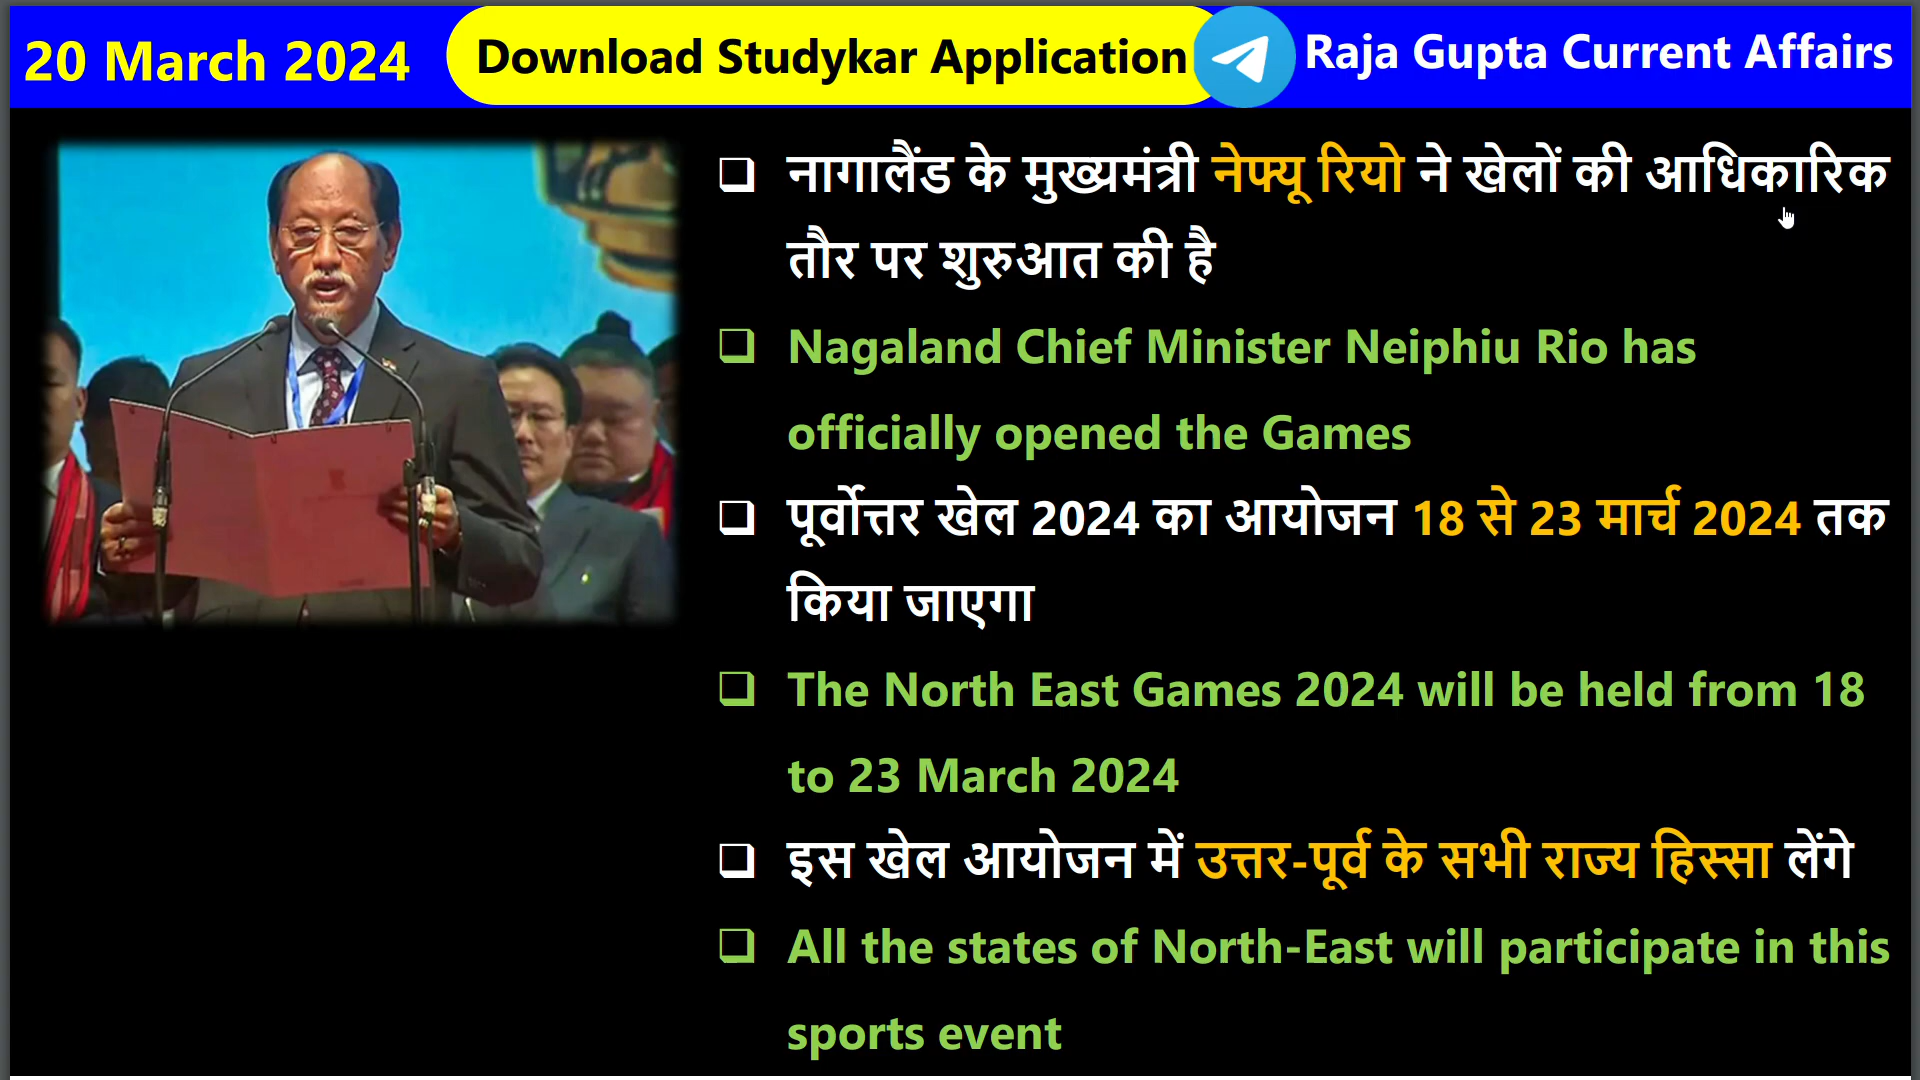 20 March 2024
Download Studykar Application
Raja Gupta Current Affairs
नागालैंड के मुख्यमंत्री नेफ्यू रियो ने खेलों की आधिकारिक
तौर पर शुरुआत की है
Nagaland Chief Minister Neiphiu Rio has
officially opened the Games
पूर्वोत्तर खेल 2024 का आयोजन 18 से 23 मार्च 2024 तक
किया जाएगा
The North East Games 2024 will be held from 18
to 23 March 2024
इस खेल आयोजन में उत्तर-पूर्व के सभी राज्य हिस्सा लेंगे
All the states of North-East will participate in this
sports event